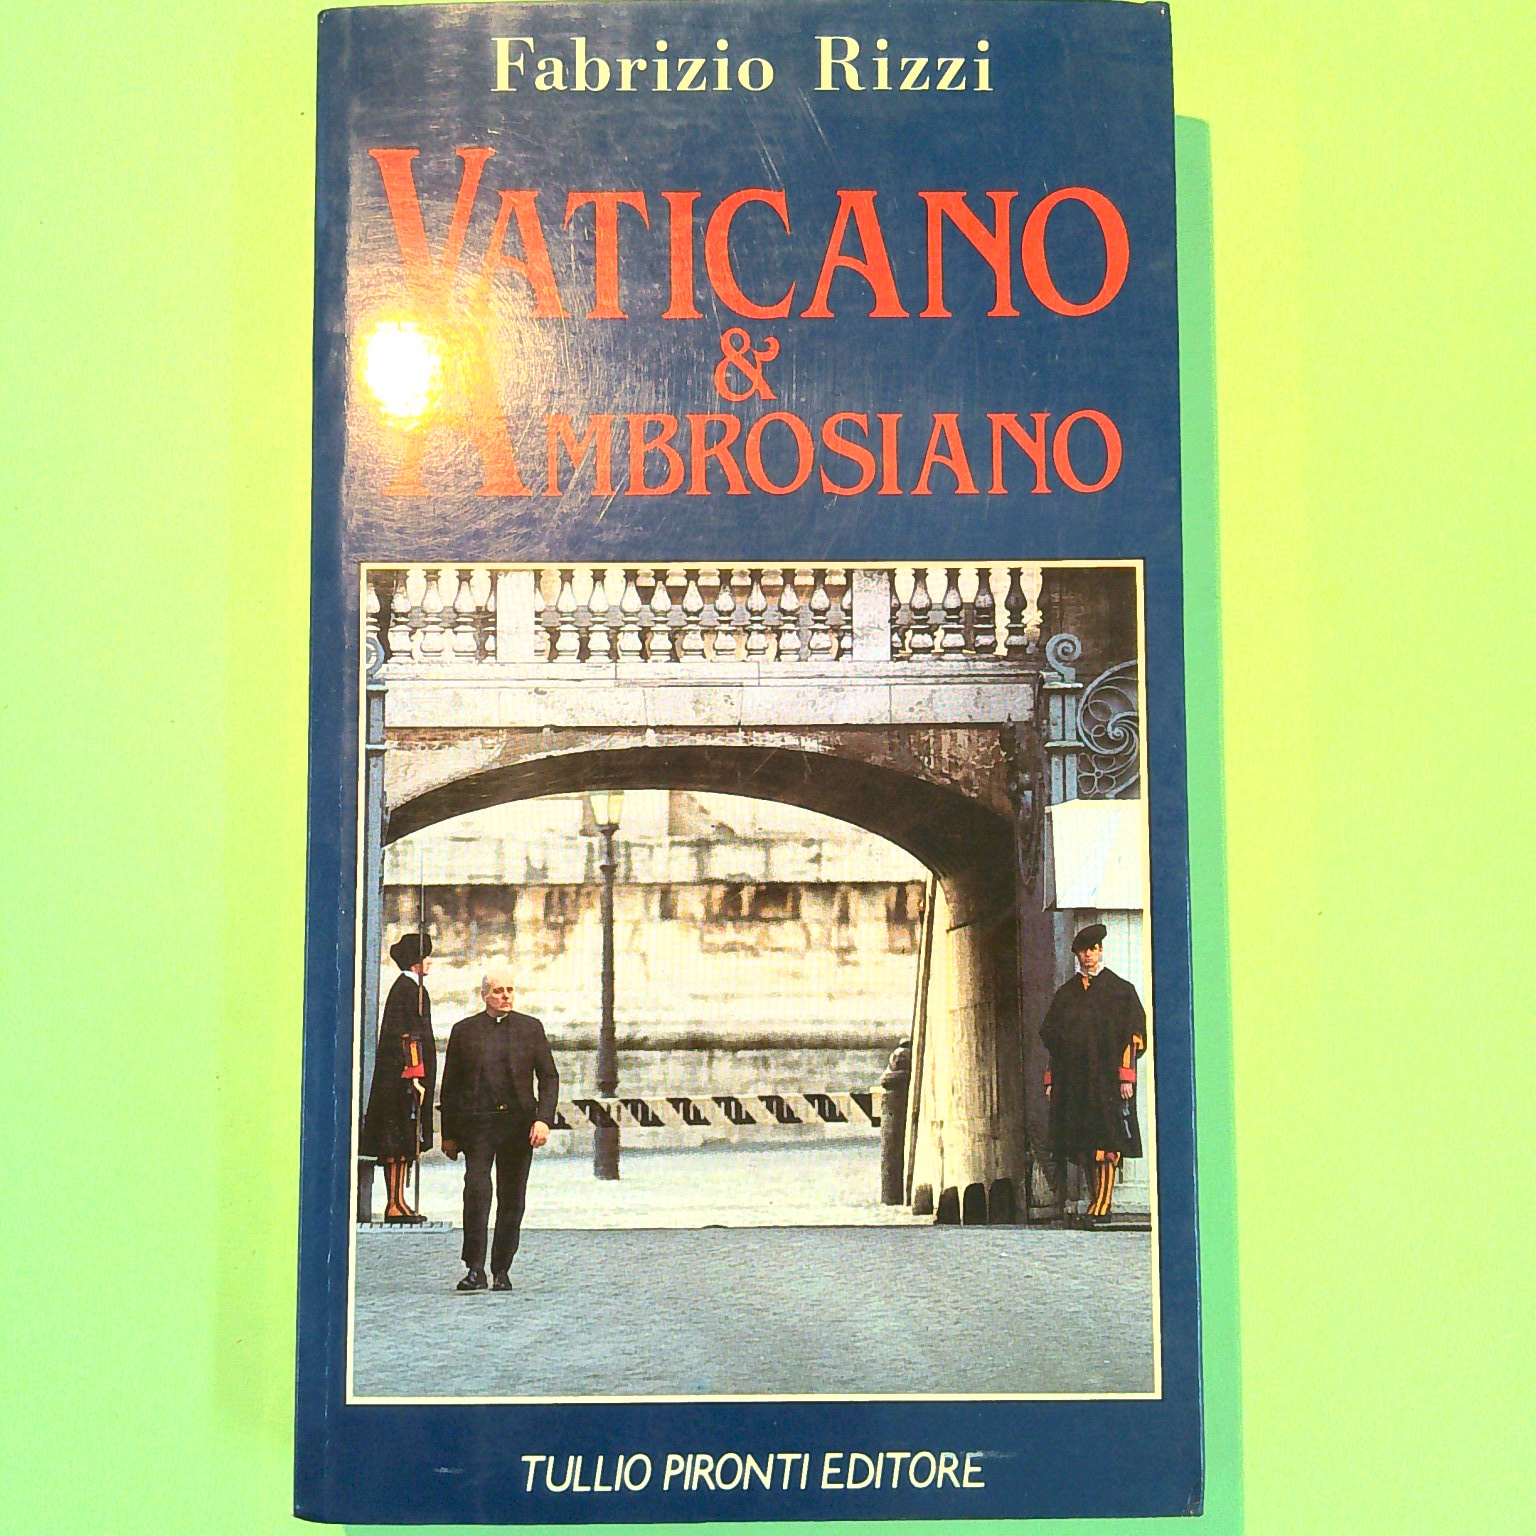 Fabrizio Rizzi
VATICANO
&
AMBROSIANO
TULLIO PIRONTI EDITORE